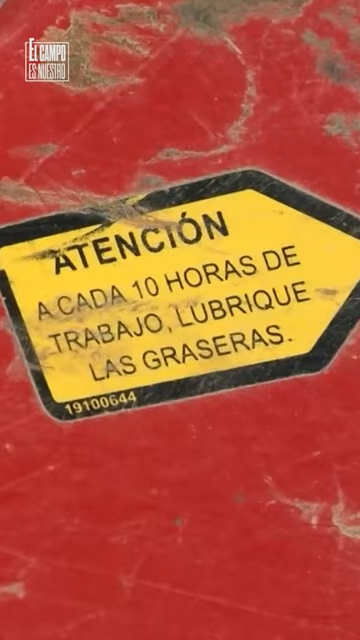 EL CAMPO
ES NUESTRO
ATENCIÓN
A CADA 10 HORAS DE
TRABAJO, LUBRIQUE
LAS GRASERAS.
19100644